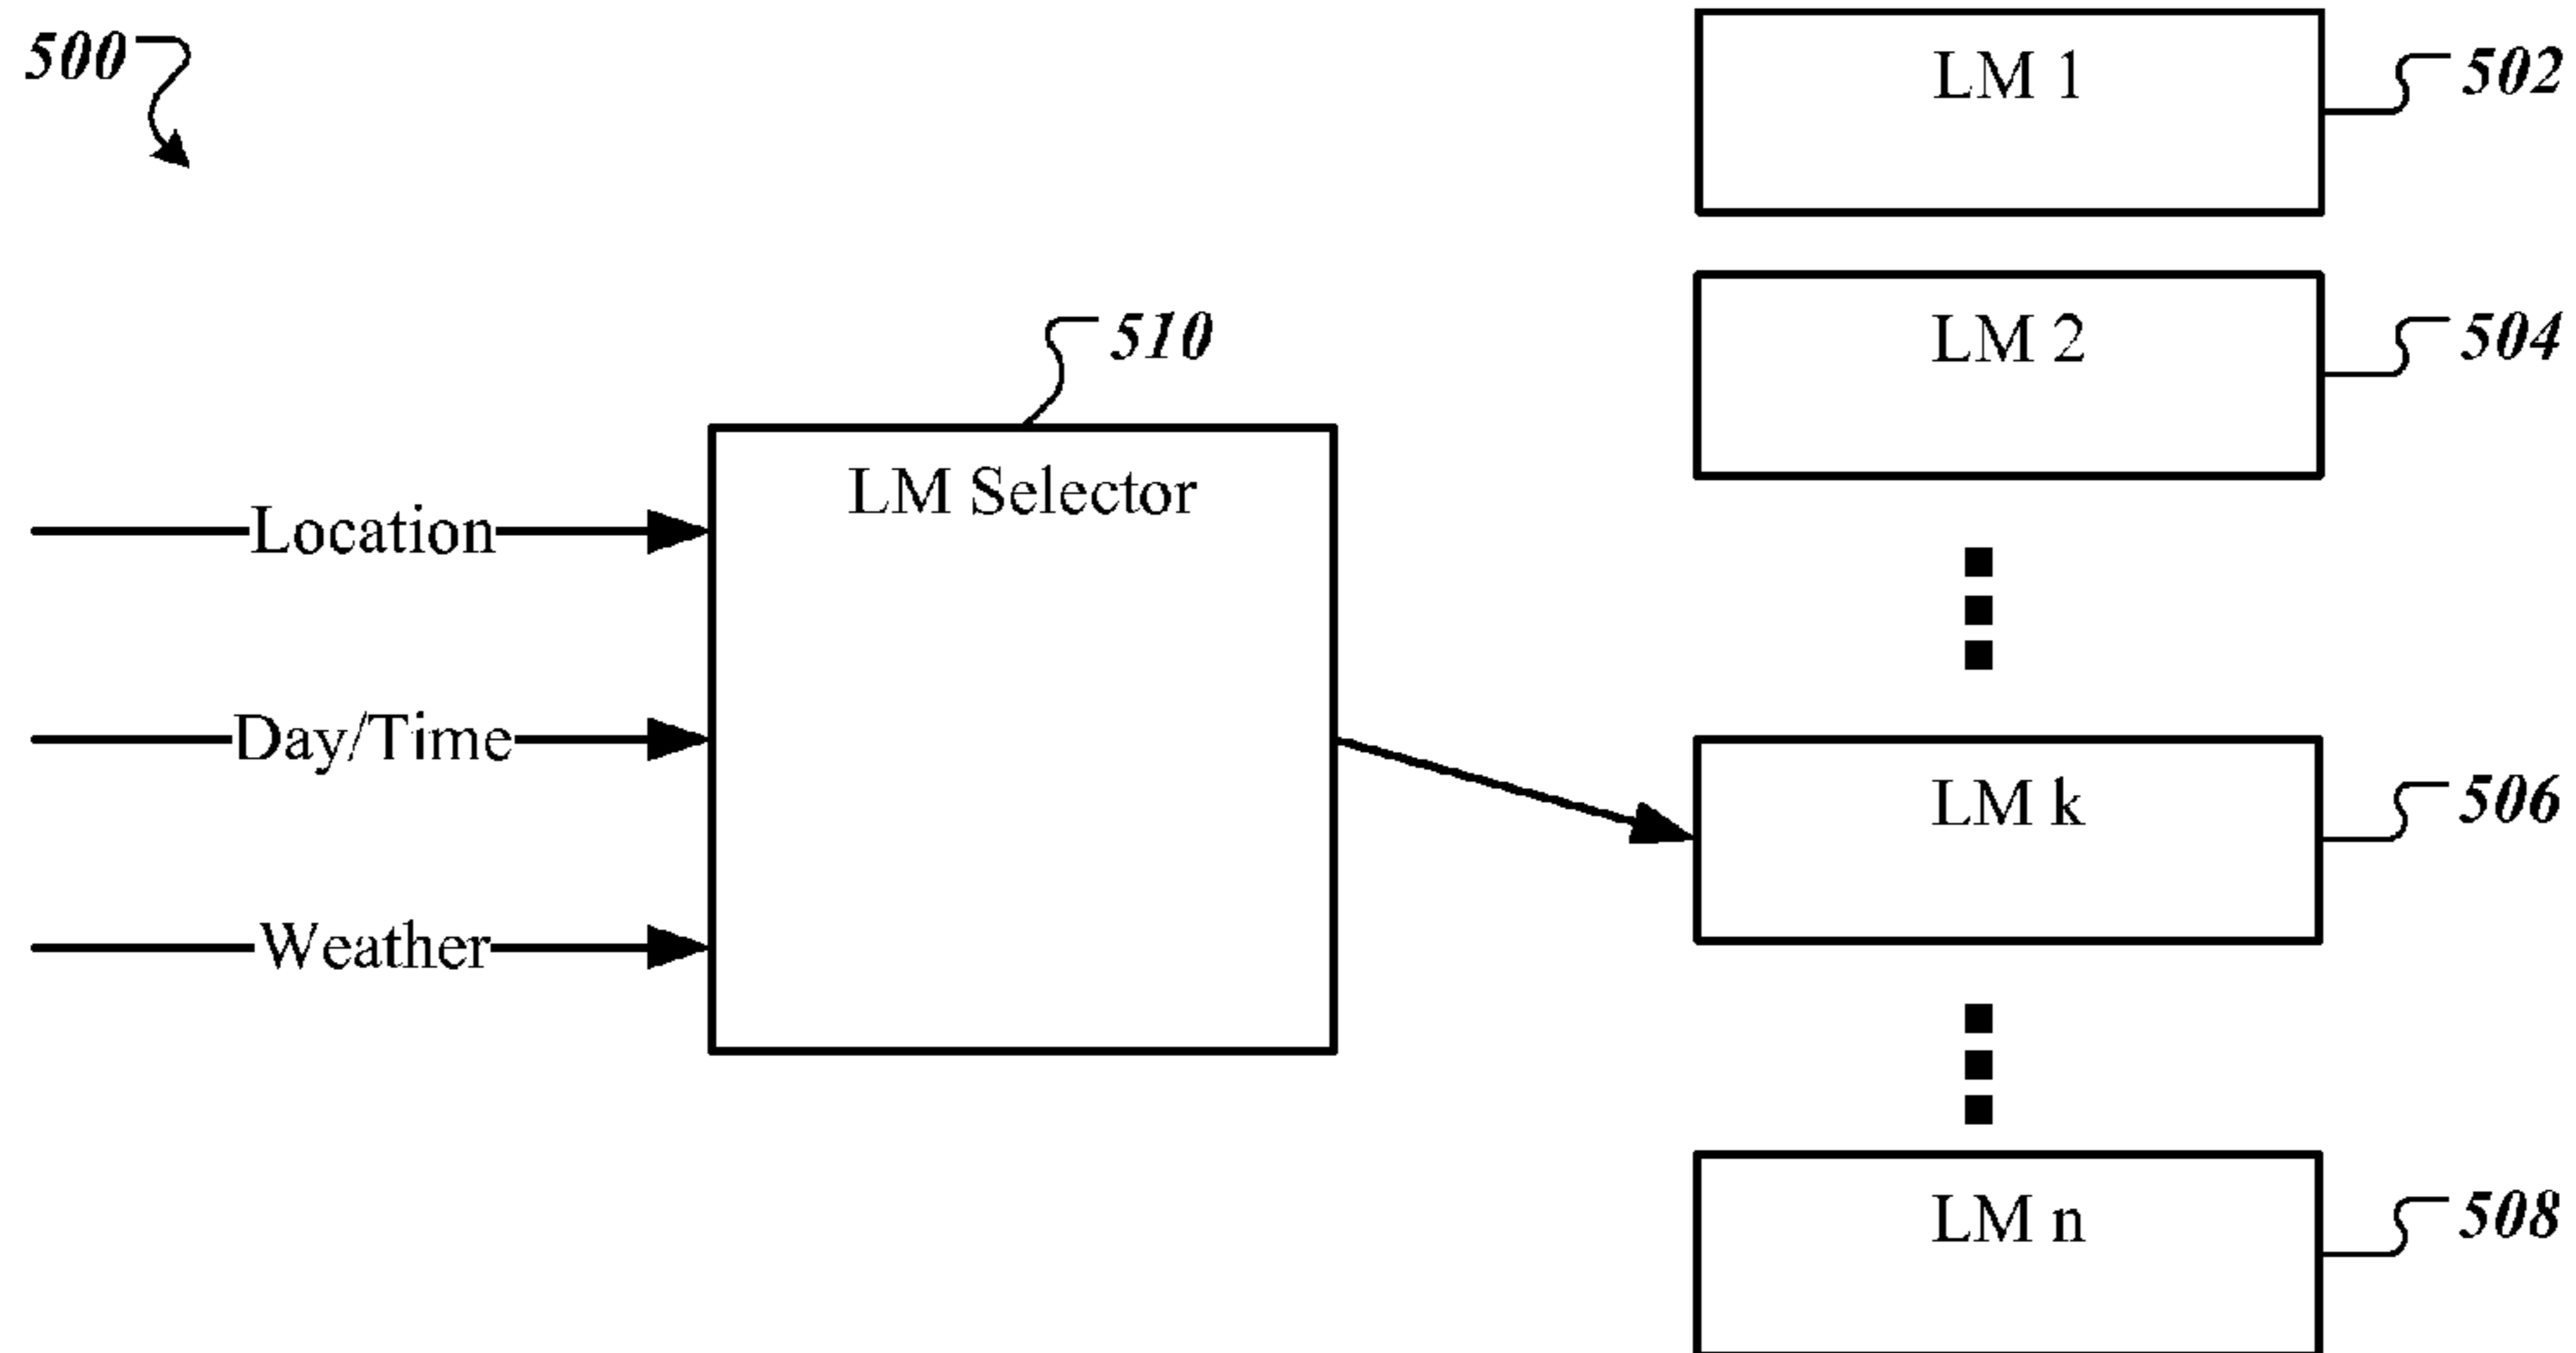 500
LM 1
502
LM 2
504
510
LM Selector
Location
Day/Time
Weather
LM k
506
LM n
508